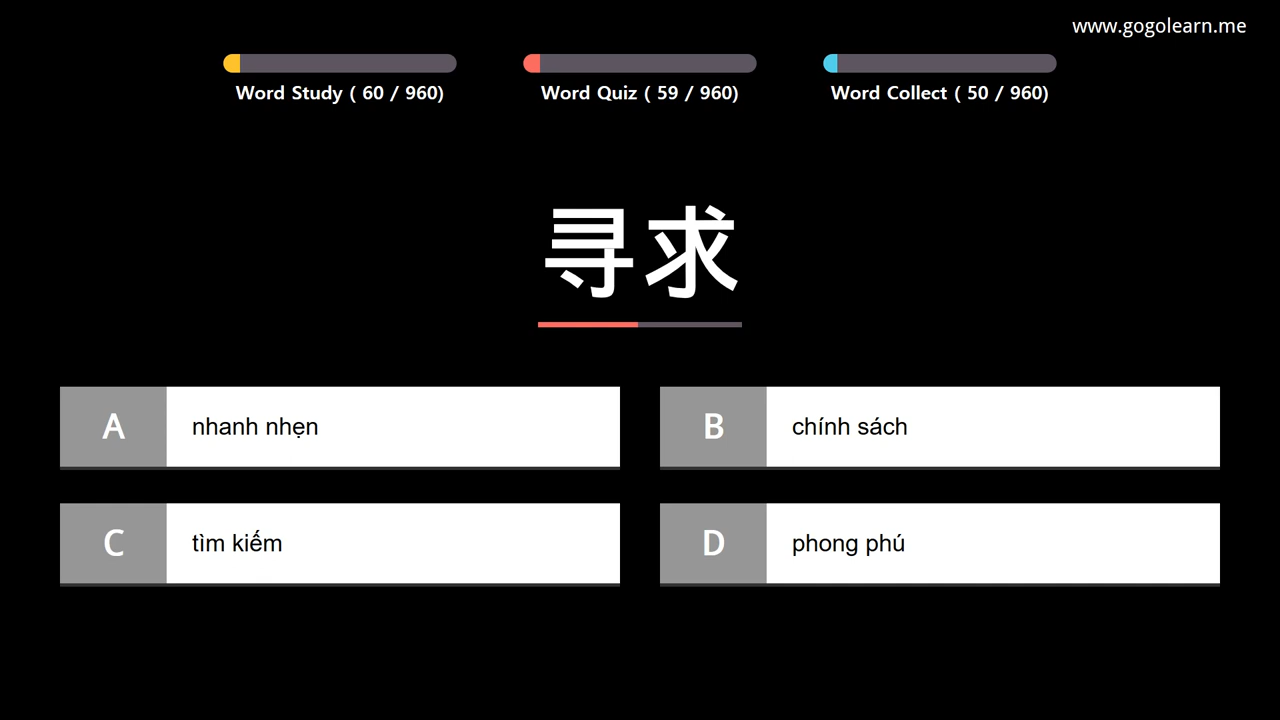 www.gogolearn.me
Word Study ( 60 / 960)
Word Quiz ( 59 / 960)
Word Collect ( 50 / 960)
寻求
A nhanh nhẹn
B chính sách
C tìm kiếm
D phong phú